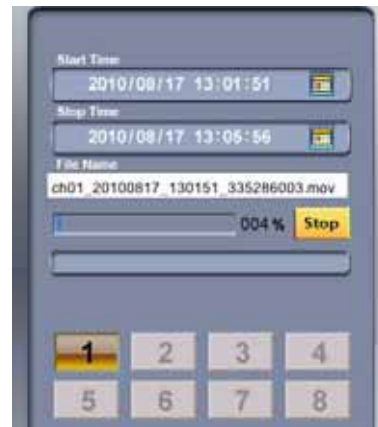 Start Time
2010/08/17 13:01:51
Stop Time
2010/08/17 13:05:56
File Name
ch01_20100817_130151_335286003.mov
004 % Stop
1 2 3 4
5 6 7 8